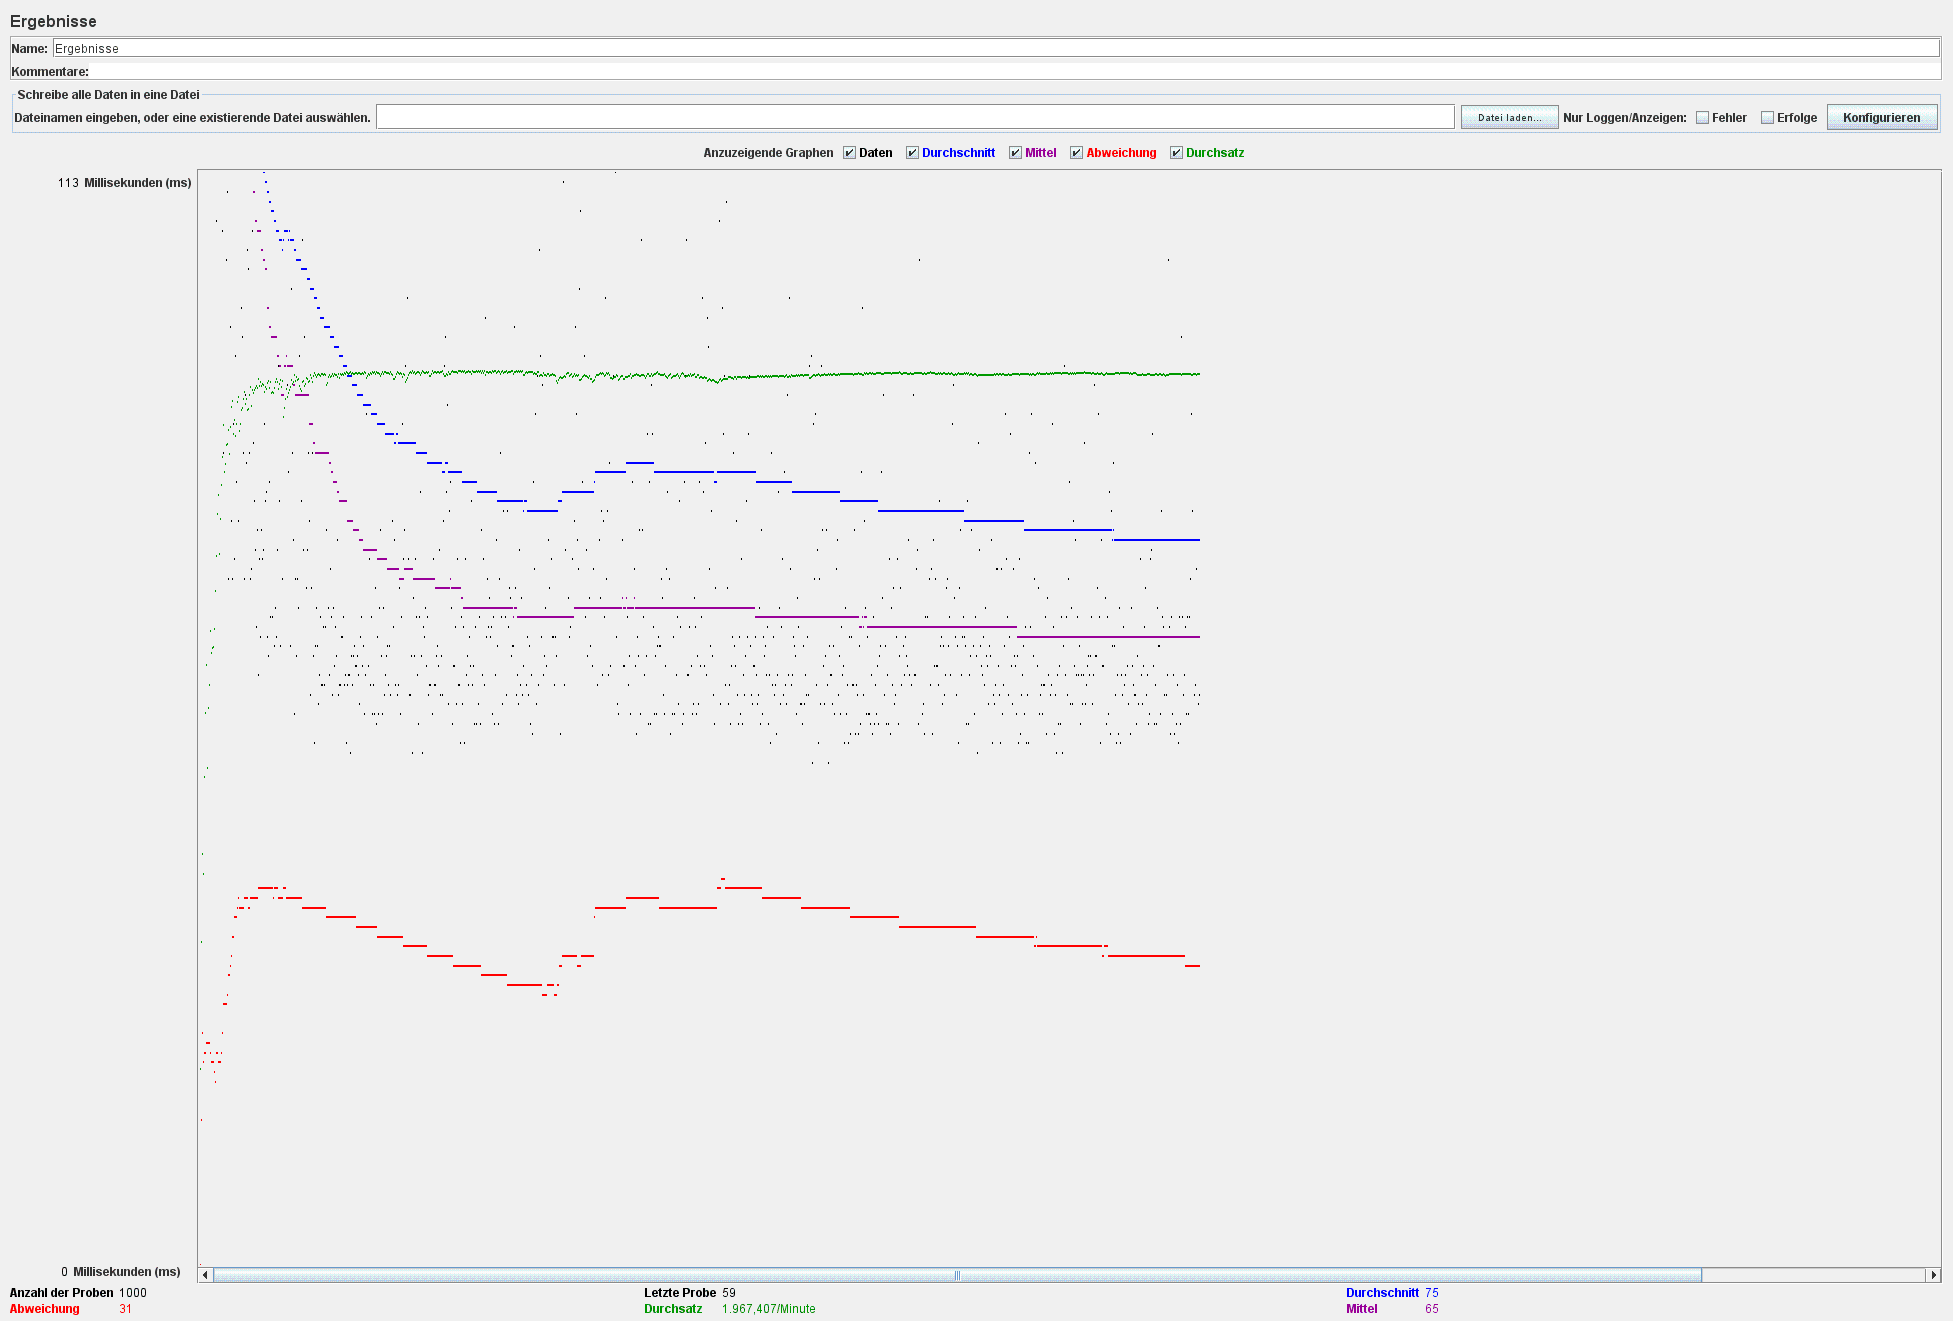 Ergebnisse
Name: Ergebnisse
Kommentare:
Schreibe alle Daten in eine Datei
Dateinamen eingeben, oder eine existierende Datei auswählen. Datei laden... Nur Loggen/Anzeigen: Fehler Erfolge Konfigurieren
Anzuzeigende Graphen Daten Durchschnitt Mittel Abweichung Durchsatz
113 Millisekunden (ms)
0 Millisekunden (ms)
Anzahl der Proben 1000 Letzte Probe 59 Durchschnitt 75
Abweichung 31 Durchsatz 1.967,407/Minute Mittel 65